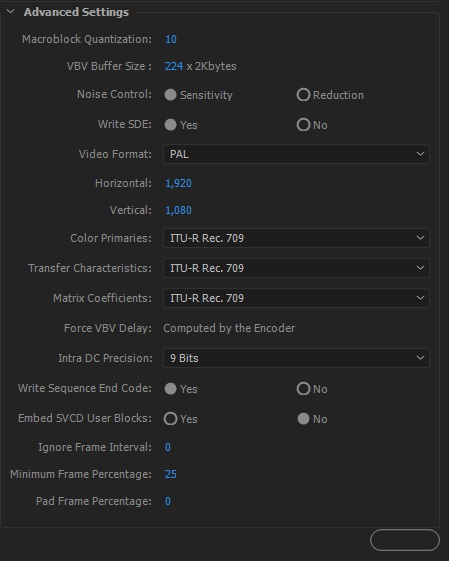 Advanced Settings
Macroblock Quantization: 10
VBV Buffer Size : 224 x 2Kbytes
Noise Control: Sensitivity Reduction
Write SDE: Yes No
Video Format: PAL
Horizontal: 1,920
Vertical: 1,080
Color Primaries: ITU-R Rec. 709
Transfer Characteristics: ITU-R Rec. 709
Matrix Coefficients: ITU-R Rec. 709
Force VBV Delay: Computed by the Encoder
Intra DC Precision: 9 Bits
Write Sequence End Code: Yes No
Embed SVCD User Blocks: Yes No
Ignore Frame Interval: 0
Minimum Frame Percentage: 25
Pad Frame Percentage: 0